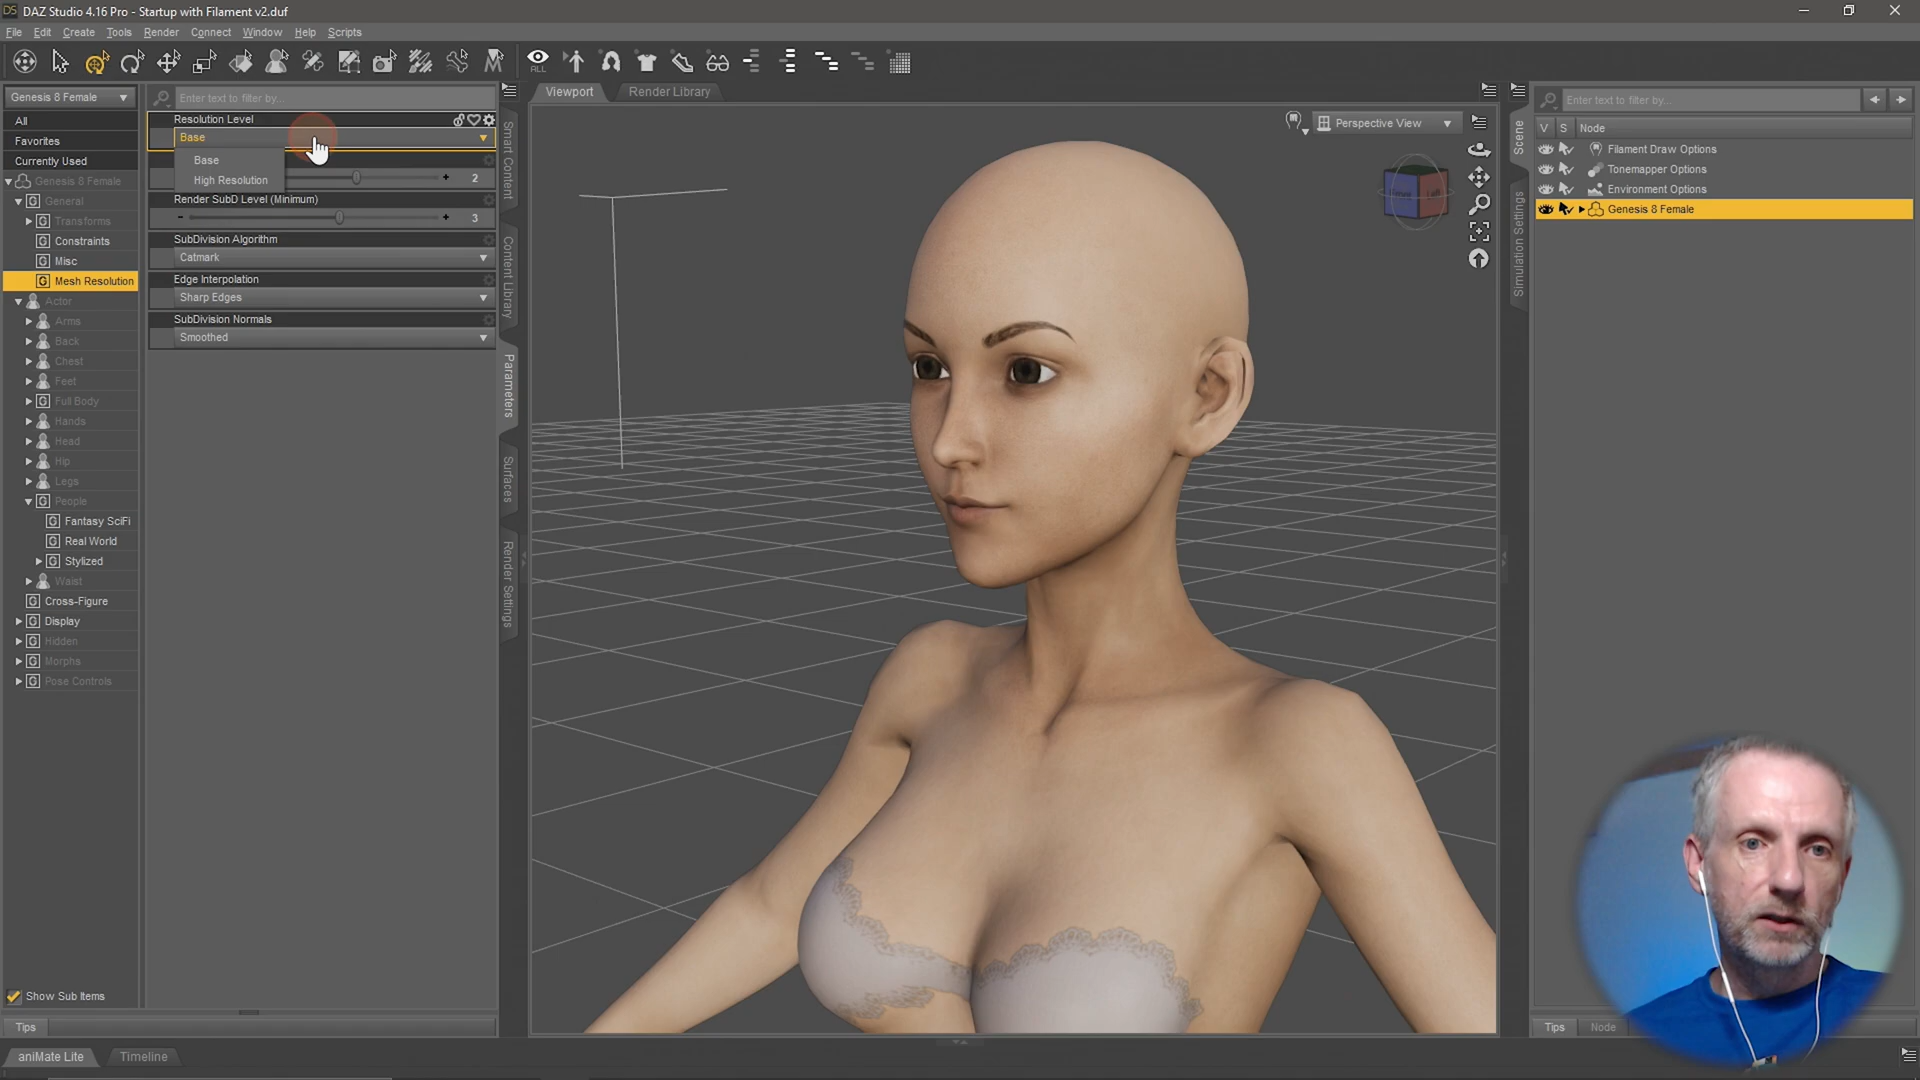 DAZ Studio 4.16 Pro - Startup with Filament v2.duf
File Edit Create Tools Render Connect Window Help Scripts
ALL
Genesis 8 Female
All
Favorites
Currently Used
Genesis 8 Female
General
Transforms
Constraints
Misc
Mesh Resolution
Actor
Arms
Back
Chest
Feet
Full Body
Hands
Head
Hip
Legs
People
Fantasy SciFi
Real World
Stylized
Waist
Cross-Figure
Display
Hidden
Morphs
Pose Controls
Show Sub Items
Tips
Enter text to filter by...
Resolution Level
Base
Base
High Resolution
2
Render SubD Level (Minimum)
3
SubDivision Algorithm
Catmark
Edge Interpolation
Sharp Edges
SubDivision Normals
Smoothed
Smart Content
Content Library
Parameters
Surfaces
Render Settings
Viewport Render Library
Perspective View
Left
Scene
Simulation Settings
Enter text to filter by...
V S Node
Filament Draw Options
Tonemapper Options
Environment Options
Genesis 8 Female
Tips Node
aniMate Lite Timeline